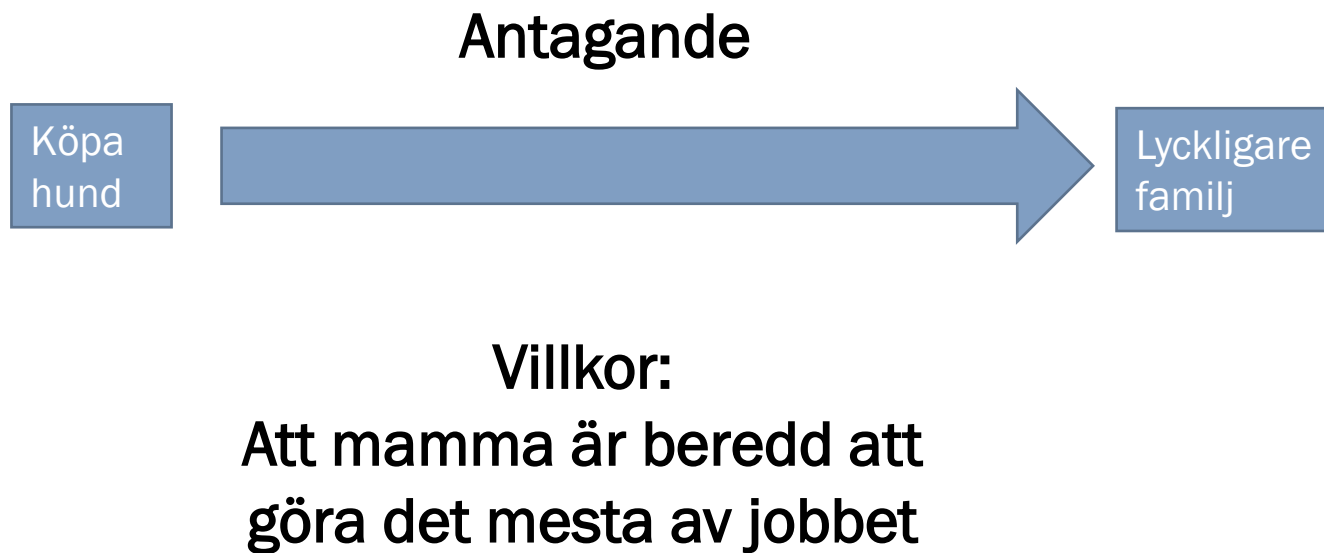 Antagande
Köpa
hund
Lyckligare
familj
Villkor:
Att mamma är beredd att
göra det mesta av jobbet